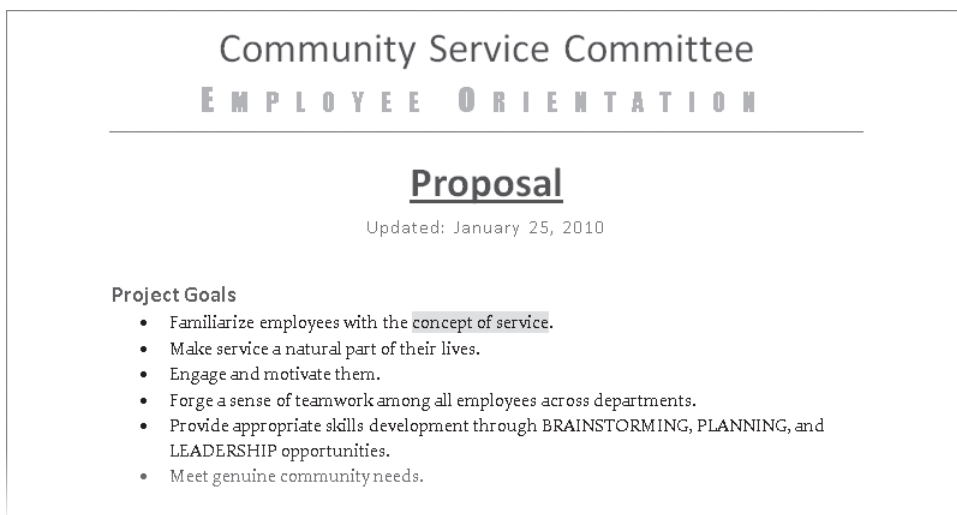 Community Service Committee
EMPLOYEE ORIENTATION
Proposal
Updated: January 25, 2010
Project Goals
• Familiarize employees with the concept of service.
• Make service a natural part of their lives.
• Engage and motivate them.
• Forge a sense of teamwork among all employees across departments.
• Provide appropriate skills development through BRAINSTORMING, PLANNING, and
LEADERSHIP opportunities.
• Meet genuine community needs.